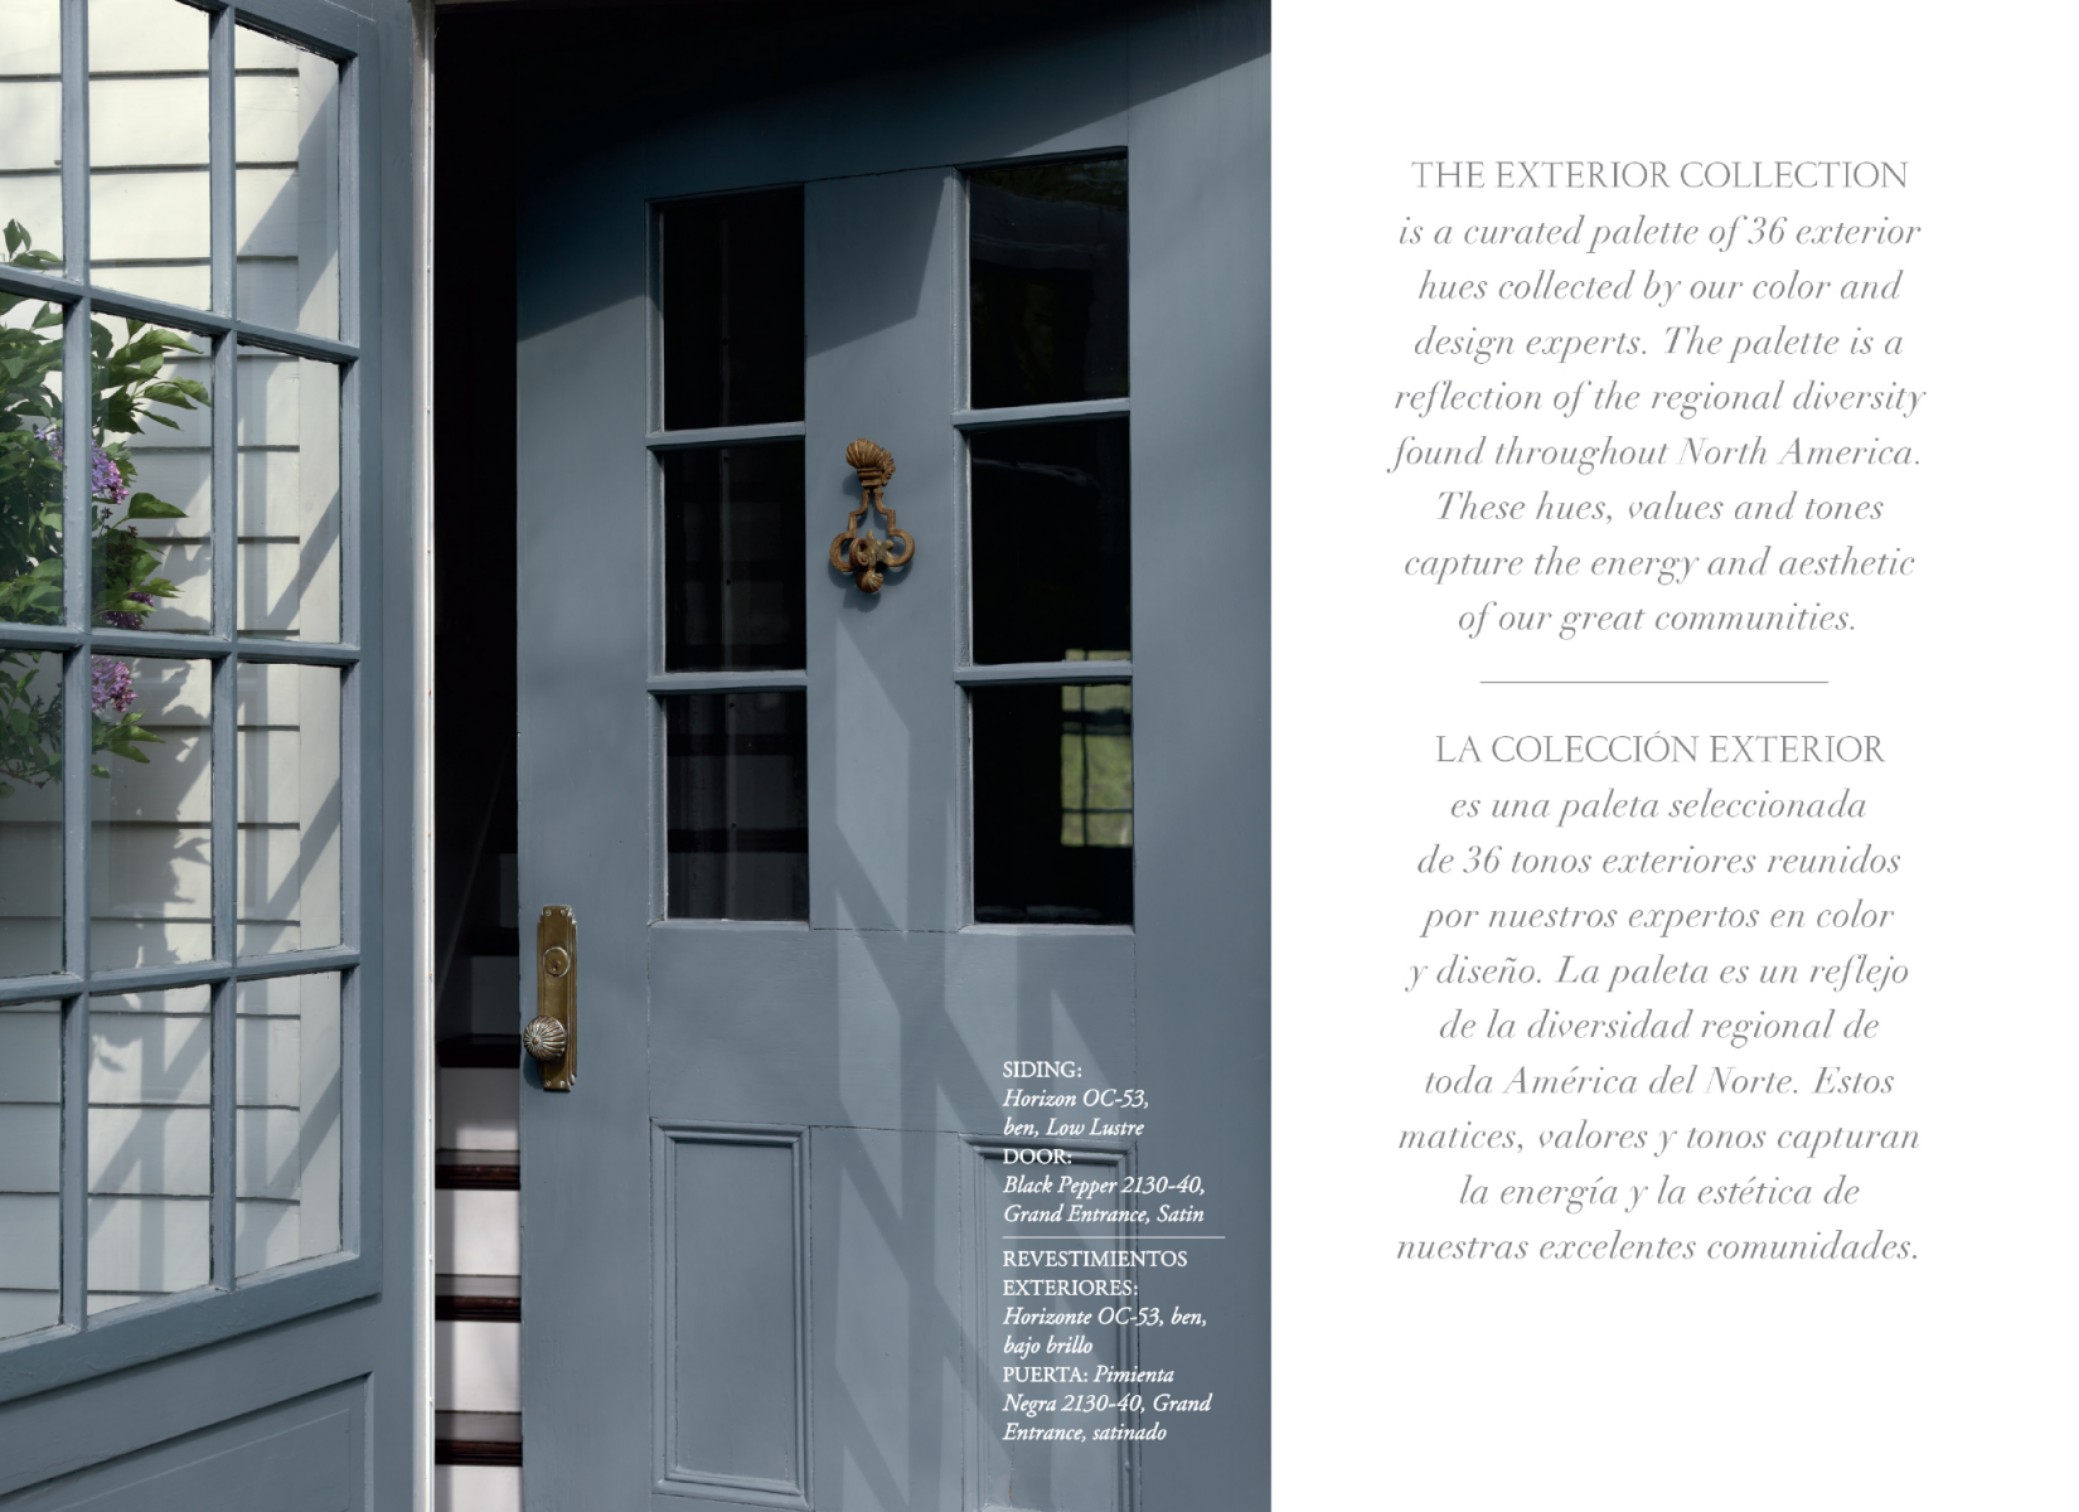 THE EXTERIOR COLLECTION
is a curated palette of 36 exterior
hues collected by our color and
design experts. The palette is a
reflection of the regional diversity
found throughout North America.
These hues, values and tones
capture the energy and aesthetic
of our great communities.
LA COLECCIÓN EXTERIOR
es una paleta seleccionada
de 36 tonos exteriores reunidos
por nuestros expertos en color
y diseño. La paleta es un reflejo
de la diversidad regional de
toda América del Norte. Estos
matices, valores y tonos capturan
la energía y la estética de
nuestras excelentes comunidades.
SIDING:
Horizon OC-53,
ben, Low Lustre
DOOR:
Black Pepper 2130-40,
Grand Entrance, Satin
REVESTIMIENTOS
EXTERIORES:
Horizonte OC-53, ben,
bajo brillo
PUERTA: Pimienta
Negra 2130-40, Grand
Entrance, satinado